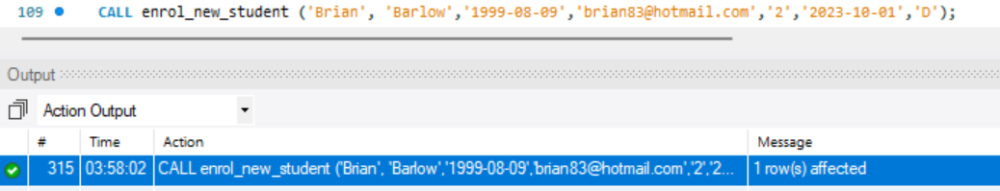 109 CALL enrol_new_student ('Brian', 'Barlow','1999-08-09','brian83@hotmail.com','2','2023-10-01','D');
Output
Action Output
# Time Action Message
315 03:58:02 CALL enrol_new_student ('Brian', 'Barlow','1999-08-09','brian83@hotmail.com','2','2... 1 row(s) affected